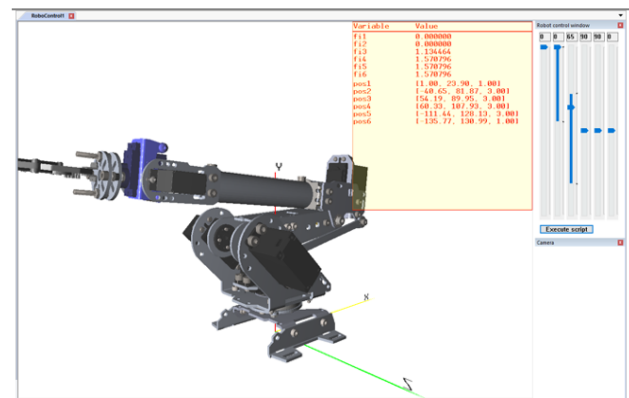 RoboControl1
Variable Value
fi1 0.000000
fi2 0.000000
fi3 1.134464
fi4 1.570796
fi5 1.570796
fi6 1.570796
pos1 [1.00, 23.90, 1.00]
pos2 [-40.65, 81.87, 3.00]
pos3 [54.19, 89.95, 3.00]
pos4 [60.33, 107.93, 3.00]
pos5 [-111.44, 128.13, 3.00]
pos6 [-135.77, 130.99, 1.00]
Y
X
Z
Robot control window
0 0 65 90 90 0
Execute script
Camera